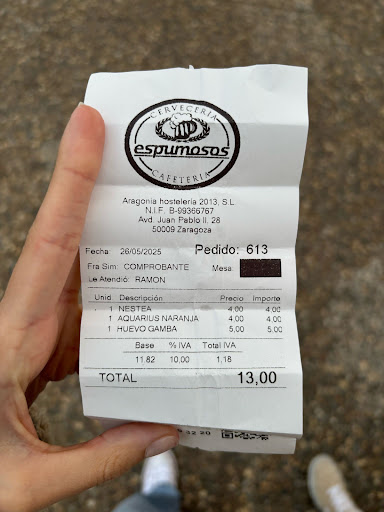 CERVECERIA
espumosos
CAFETERIA
Aragonia hosteleria 2013, S.L
N.I.F. B-99366767
Avd. Juan Pablo II. 28
50009 Zaragoza
Fecha: 26/05/2025 Pedido: 613
Fra Sim: COMPROBANTE Mesa:
Le Atendió: RAMON
Unid Descripción Precio Importe
1 NESTEA 4.00 4.00
1 AQUARIUS NARANJA 4.00 4.00
1 HUEVO GAMBA 5,00 5.00
Base % IVA Total IVA
11.82 10.00 1.18
TOTAL 13,00